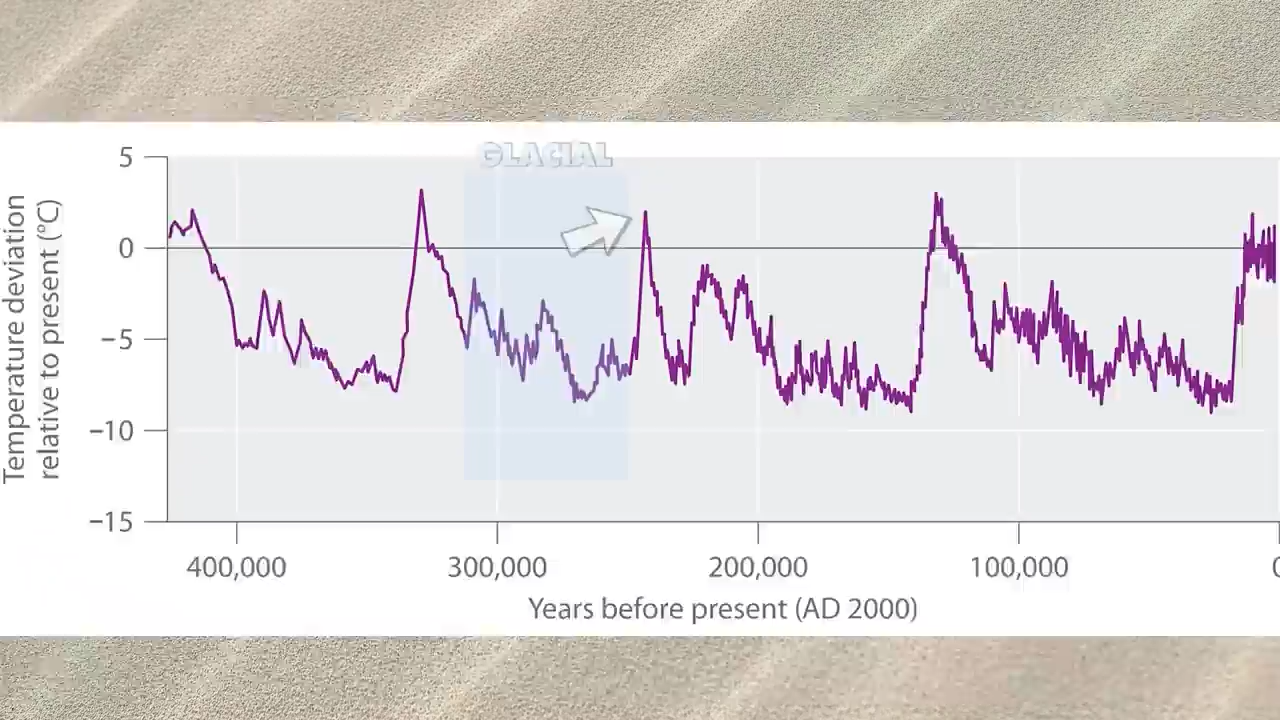 GLACIAL
Temperature deviation
relative to present (°C)
5
0
−5
−10
−15
400,000
300,000
200,000
100,000
0
Years before present (AD 2000)